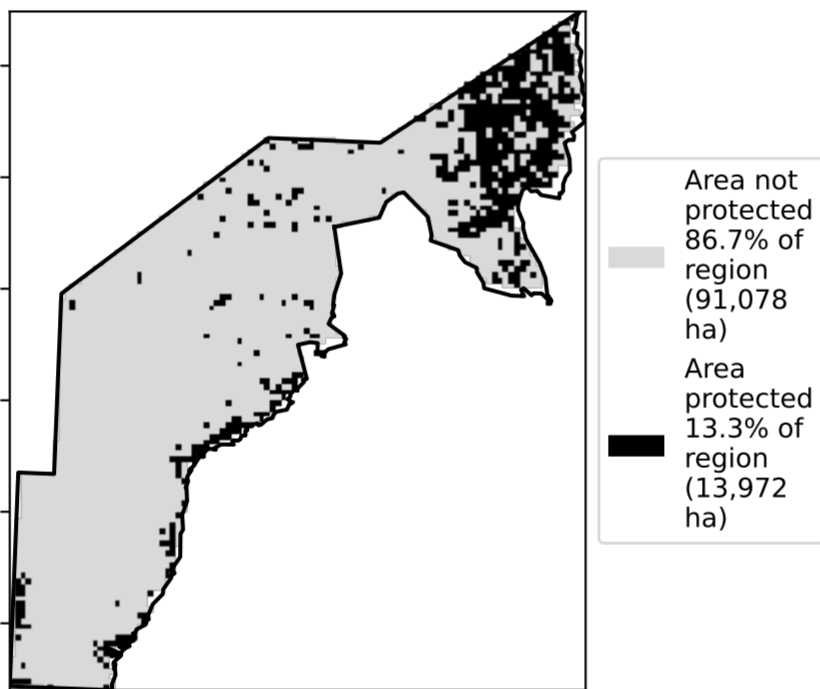 Area not
protected
86.7% of
region
(91,078
ha)
Area
protected
13.3% of
region
(13,972
ha)